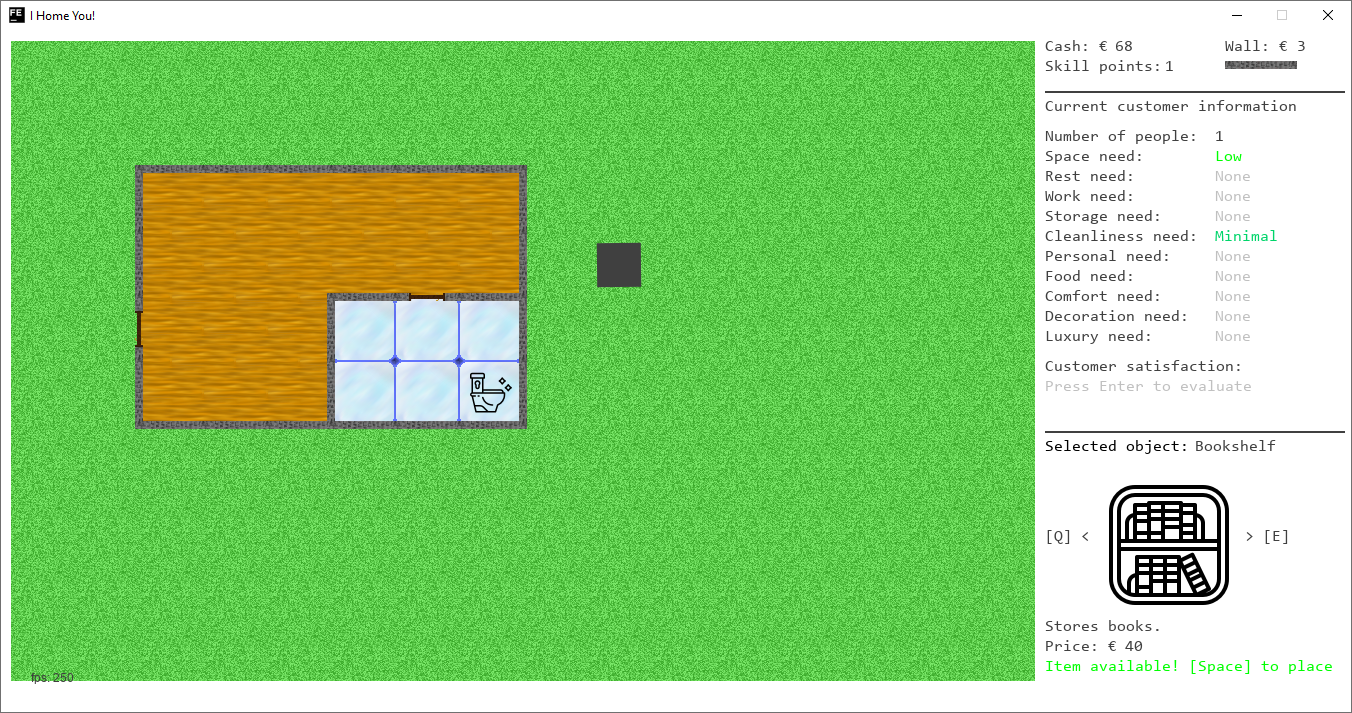 FE I Home You!
Cash: € 68 Wall: € 3
Skill points: 1
Current customer information
Number of people: 1
Space need: Low
Rest need: None
Work need: None
Storage need: None
Cleanliness need: Minimal
Personal need: None
Food need: None
Comfort need: None
Decoration need: None
Luxury need: None
Customer satisfaction:
Press Enter to evaluate
Selected object: Bookshelf
[Q] < > [E]
Stores books.
Price: € 40
Item available! [Space] to place
fps: 250